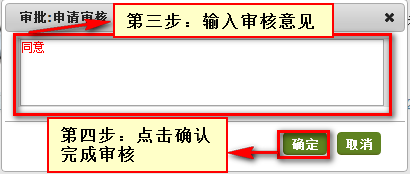 审批:申请审核
第三步：输入审核意见
同意
第四步：点击确认
完成审核
确定
取消